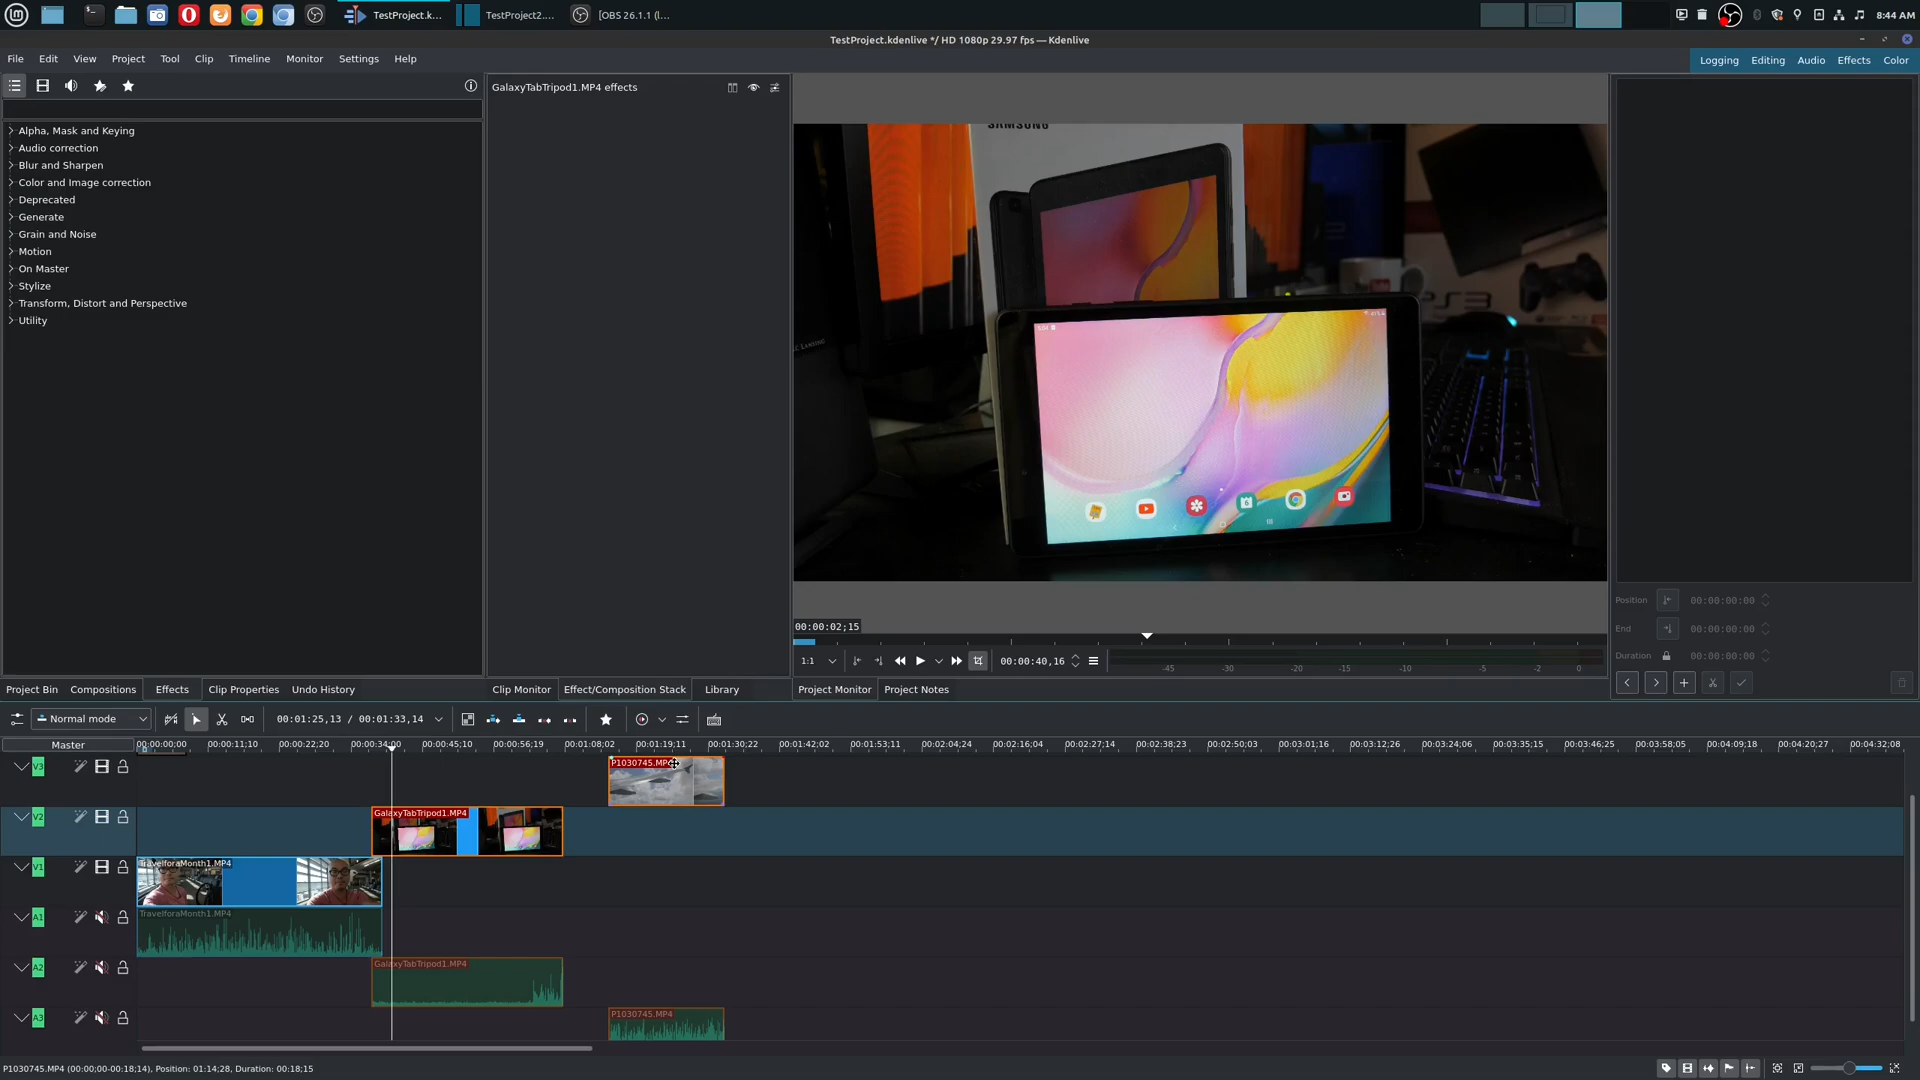 TestProject.k...
TestProject2....
[OBS 26.1.1 (l...
8:44 AM
TestProject.kdenlive */ HD 1080p 29.97 fps — Kdenlive
File Edit View Project Tool Clip Timeline Monitor Settings Help
Logging Editing Audio Effects Color
GalaxyTabTripod1.MP4 effects
Alpha, Mask and Keying
Audio correction
Blur and Sharpen
Color and Image correction
Deprecated
Generate
Grain and Noise
Motion
On Master
Stylize
Transform, Distort and Perspective
Utility
SAMSUNG
PS3
00:00:02;15
Position 00:00:00:00
End 00:00:00:00
Duration 00:00:00:00
1:1
00:00:40,16
-45 -30 -20 -15 -10 -5 -2 0
Project Bin Compositions Effects Clip Properties Undo History
Clip Monitor Effect/Composition Stack Library
Project Monitor Project Notes
Normal mode
00:01:25,13 / 00:01:33,14
Master
00:00:00;00 00:00:11;10 00:00:22;20 00:00:34;00 00:00:45;10 00:00:56;19 00:01:08;02 00:01:19;11 00:01:30;22 00:01:42;02 00:01:53;11 00:02:04;24 00:02:16;04 00:02:27;14 00:02:38;23 00:02:50;03 00:03:01;16 00:03:12;26 00:03:24;06 00:03:35;15 00:03:46;25 00:03:58;05 00:04:09;18 00:04:20;27 00:04:32;08
V3
P1030745.MP4
V2
GalaxyTabTripod1.MP4
V1
TravelforaMonth1.MP4
A1
TravelforaMonth1.MP4
A2
GalaxyTabTripod1.MP4
A3
P1030745.MP4
P1030745.MP4 (00:00;00-00:18;14), Position: 01:14;28, Duration: 00:18;15